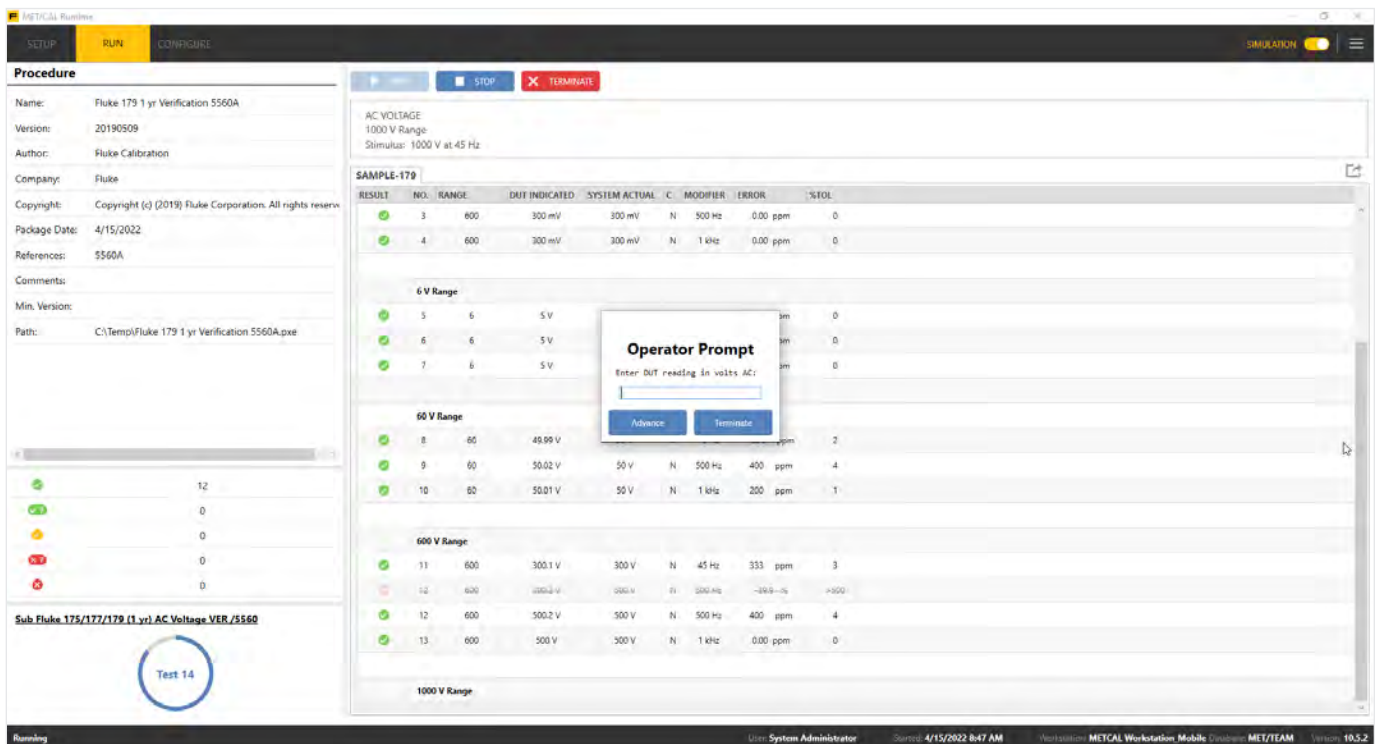 MET/CAL Runtime
SETUP RUN CONFIGURE SIMULATION
Procedure
Name: Fluke 179 1 yr Verification 5560A
Version: 20190509
Author: Fluke Calibration
Company: Fluke
Copyright: Copyright (c) (2019) Fluke Corporation. All rights reserv
Package Date: 4/15/2022
References: 5560A
Comments:
Min. Version:
Path: C:\Temp\Fluke 179 1 yr Verification 5560A.pxe
12
0
0
0
0
Sub Fluke 175/177/179 (1 yr) AC Voltage VER /5560
Test 14
STOP TERMINATE
AC VOLTAGE
1000 V Range
Stimulus: 1000 V at 45 Hz
SAMPLE-179
RESULT NO. RANGE DUT INDICATED SYSTEM ACTUAL C MODIFIER ERROR %TOL
3 600 300 mV 300 mV N 500 Hz 0.00 ppm 0
4 600 300 mV 300 mV N 1 kHz 0.00 ppm 0
6 V Range
5 6 5 V 0
6 6 5 V 0
7 6 5 V 0
Operator Prompt
Enter DUT reading in volts AC:
Advance Terminate
60 V Range
8 60 49.99 V ppm 2
9 60 50.02 V 50 V N 500 Hz 400 ppm 4
10 60 50.01 V 50 V N 1 kHz 200 ppm 1
600 V Range
11 600 300.1 V 300 V N 45 Hz 333 ppm 3
12 600 500 Hz >500
12 600 500.2 V 500 V N 500 Hz 400 ppm 4
13 600 500 V 500 V N 1 kHz 0.00 ppm 0
1000 V Range
Running User: System Administrator Started: 4/15/2022 8:47 AM Workstation: METCAL Workstation_Mobile Database: MET/TEAM Version: 10.5.2